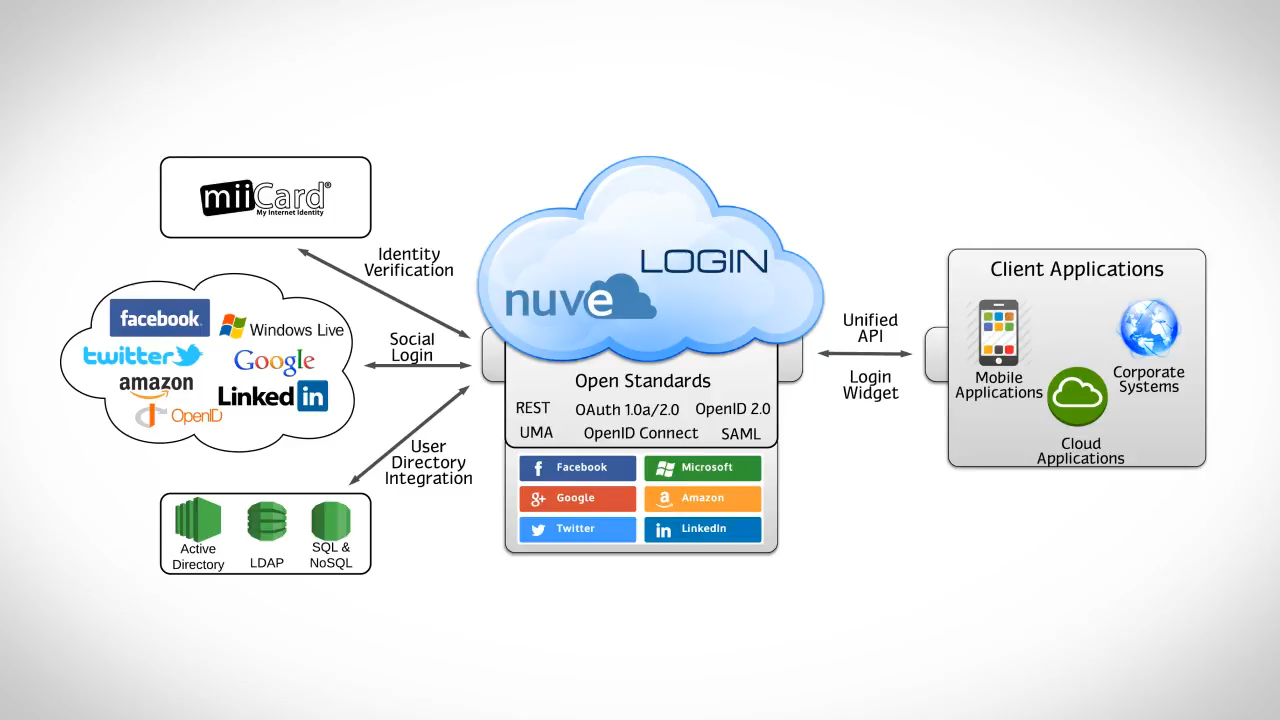 miiCard®
My Internet Identity
Identity
Verification
facebook.
Windows Live
twitter
Google
amazon
LinkedIn
OpenID
Social
Login
User
Directory
Integration
Active
Directory
LDAP
SQL &
NoSQL
LOGIN
nuve
Open Standards
REST OAuth 1.0a/2.0 OpenID 2.0
UMA OpenID Connect SAML
f Facebook
Microsoft
g+ Google
a Amazon
Twitter
in LinkedIn
Unified
API
Login
Widget
Client Applications
Mobile
Applications
Corporate
Systems
Cloud
Applications